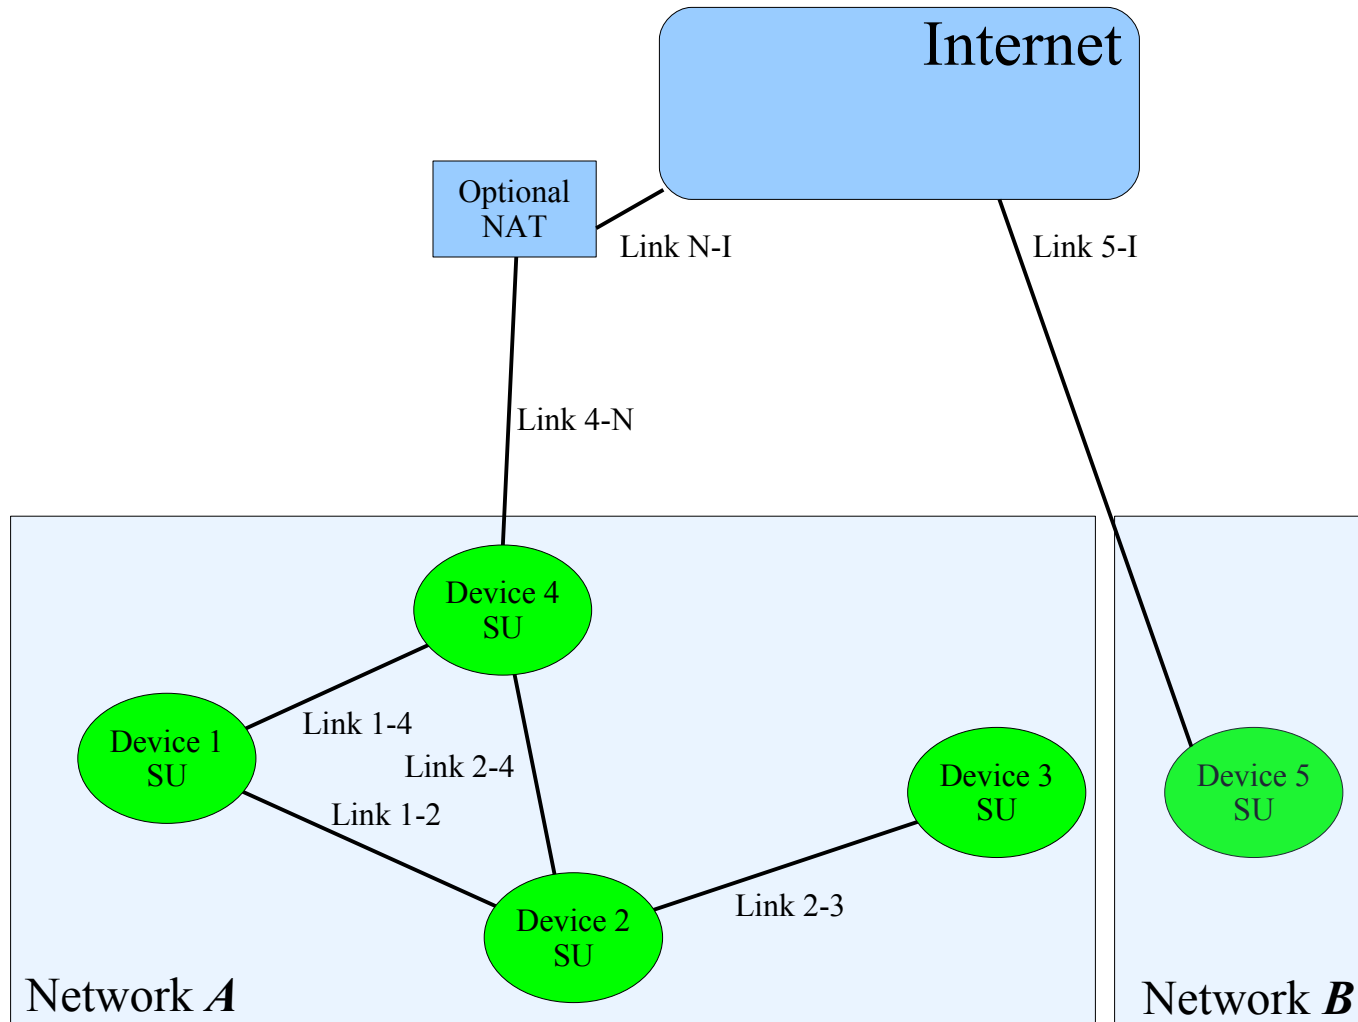 Internet
Optional
NAT
Link N-I
Link 5-I
Link 4-N
Device 4
SU
Link 1-4
Device 1
SU
Link 2-4
Device 3
SU
Device 5
SU
Link 1-2
Link 2-3
Device 2
SU
Network A
Network B